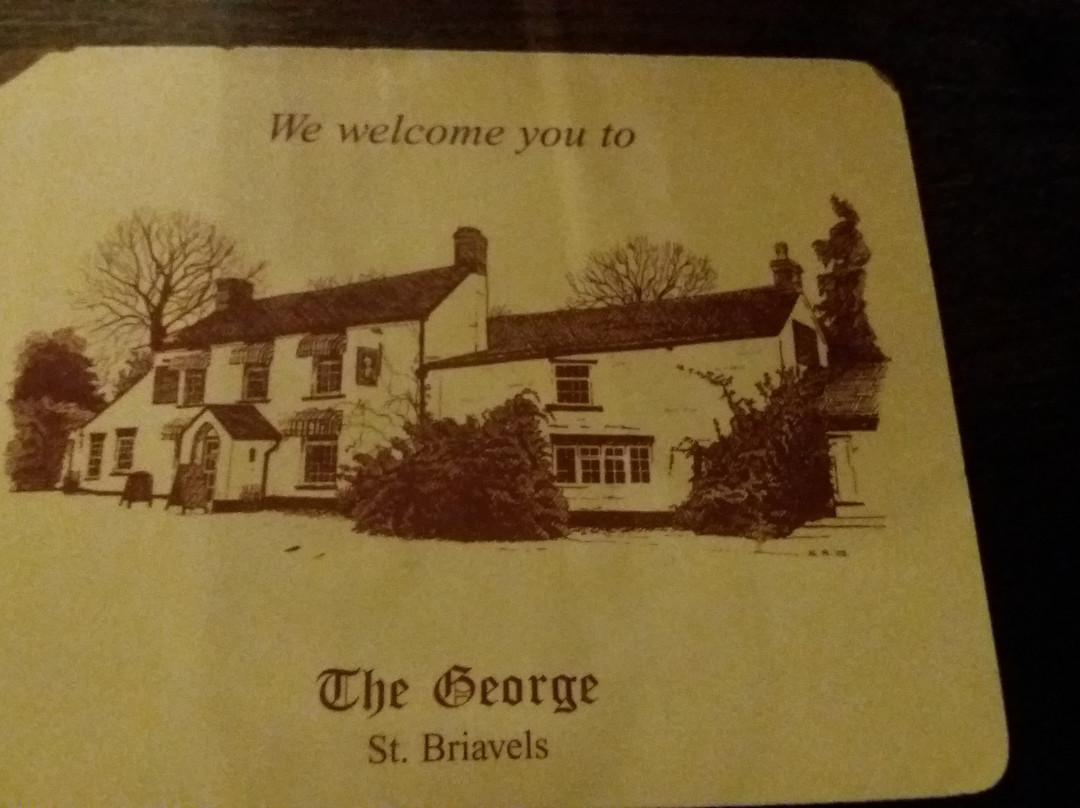 We welcome you to
The George
St. Briavels